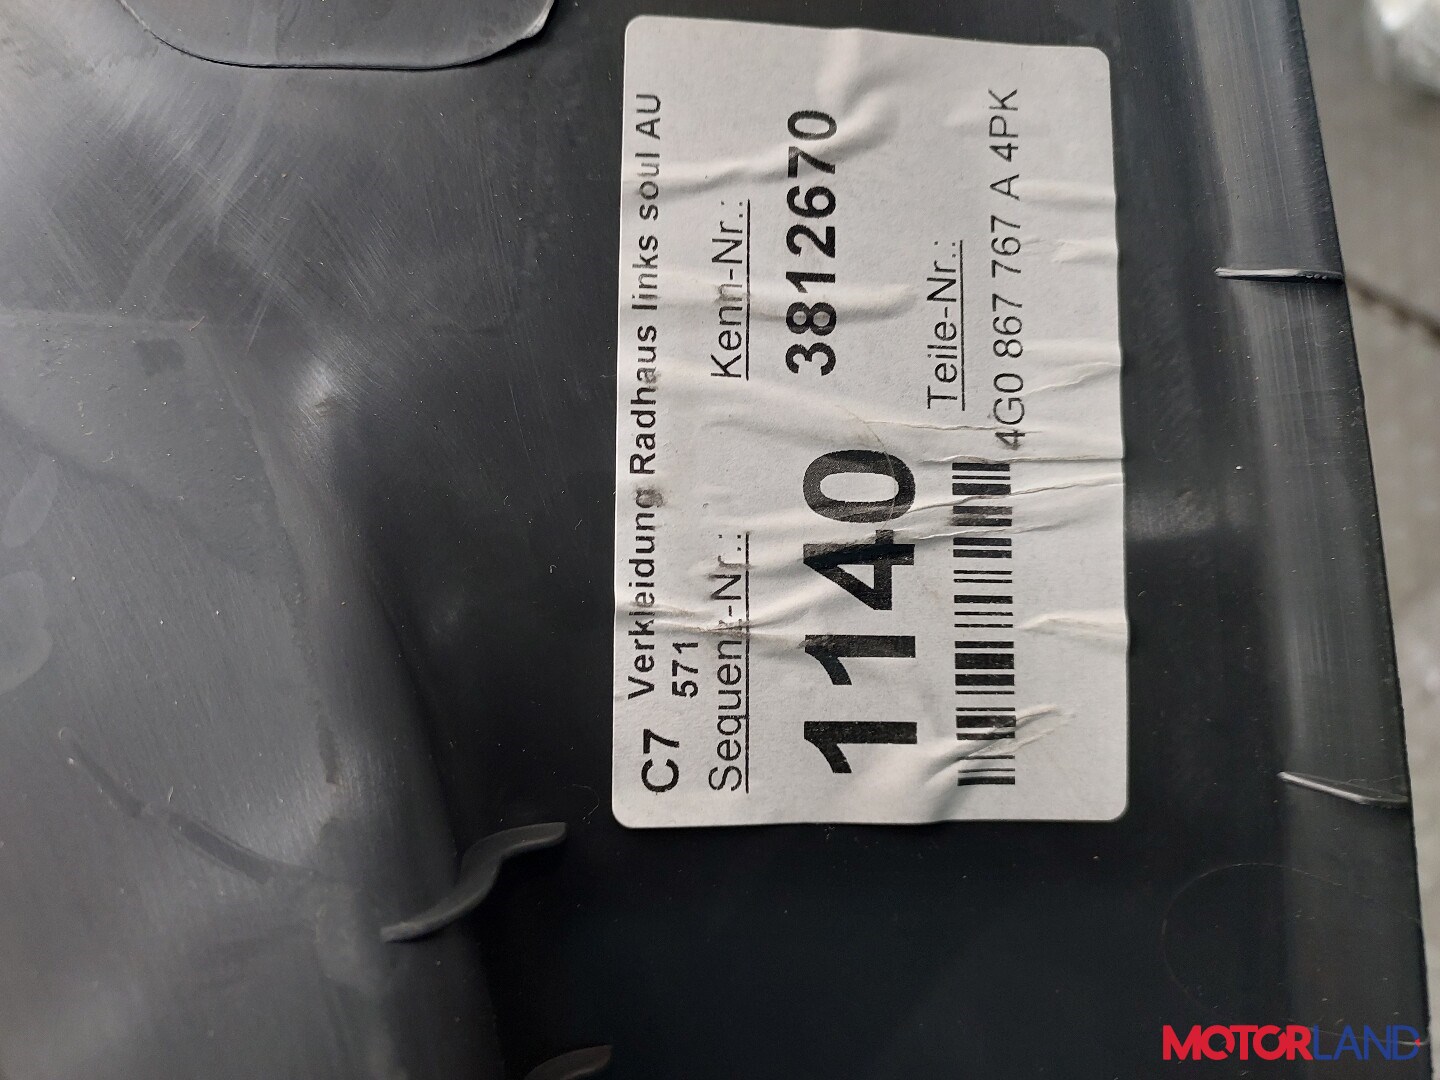 C7 Verkleidung Radhaus links soul AU
571
Sequenz-Nr.: Kenn-Nr.:
1140 3812670
Teile-Nr.:
4G0 867 767 A 4PK
MOTORLAND